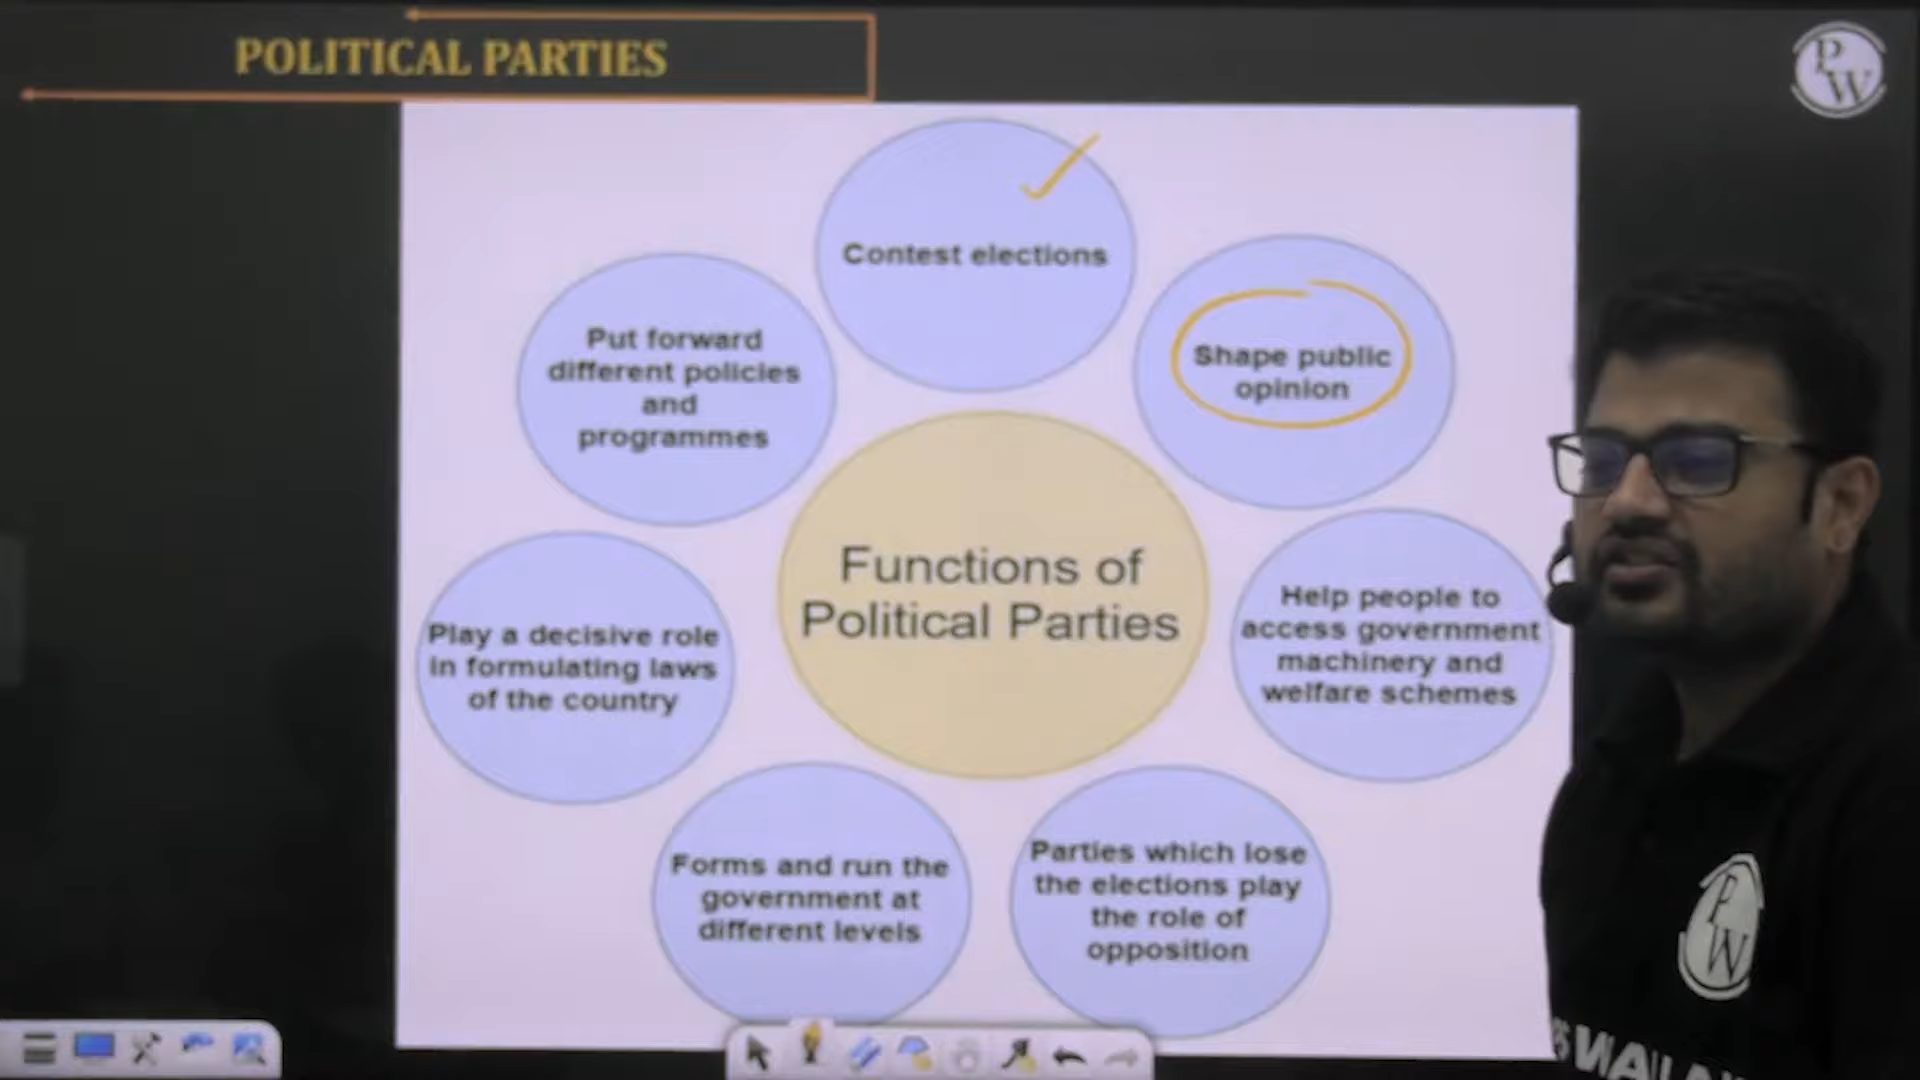 POLITICAL PARTIES
PW
Contest elections
Shape public
opinion
Put forward
different policies
and
programmes
Functions of
Political Parties
Help people to
access government
machinery and
welfare schemes
Play a decisive role
in formulating laws
of the country
Forms and run the
government at
different levels
Parties which lose
the elections play
the role of
opposition
PW